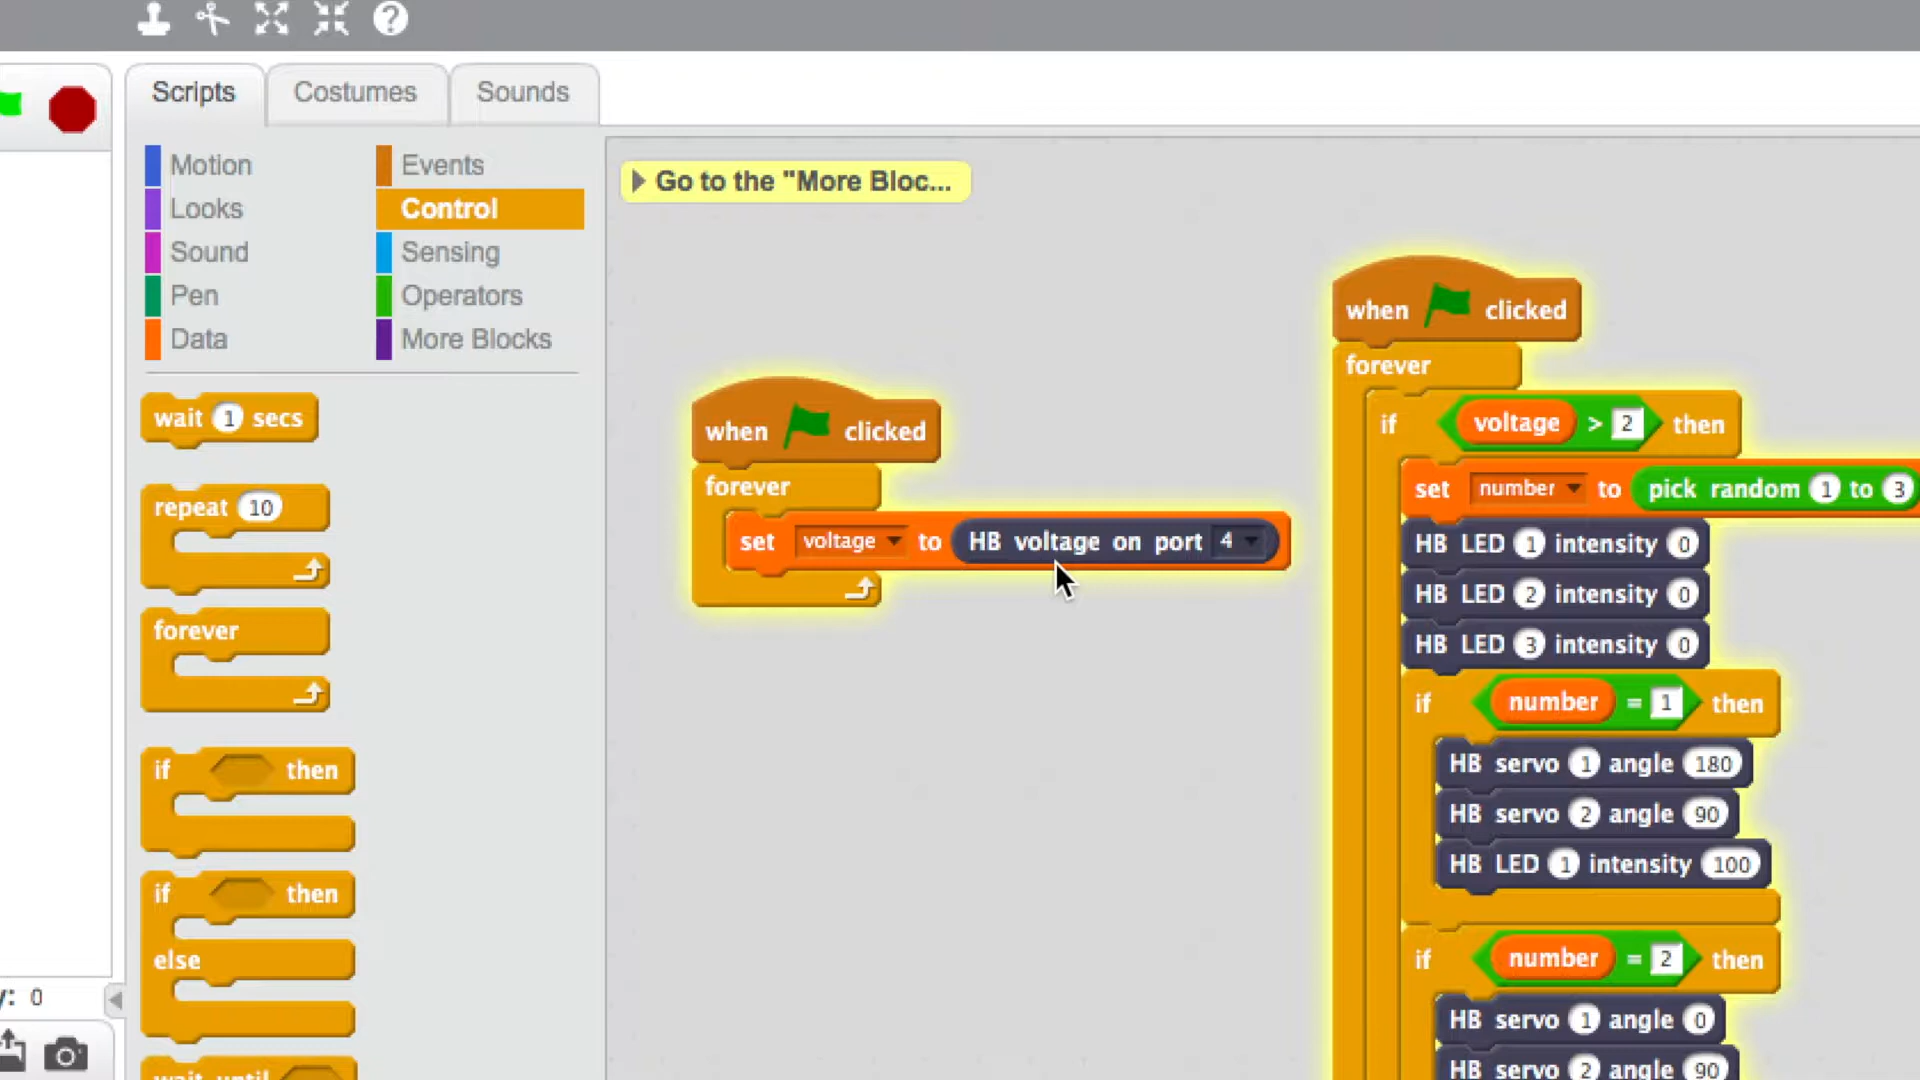 Scripts
Costumes
Sounds
Motion
Events
Looks
Control
Sound
Sensing
Pen
Operators
Data
More Blocks
wait 1 secs
repeat 10
forever
if then
if then
else
wait until
y: 0
Go to the "More Bloc...
when clicked
forever
set voltage to HB voltage on port 4
when clicked
forever
if voltage > 2 then
set number to pick random 1 to 3
HB LED 1 intensity 0
HB LED 2 intensity 0
HB LED 3 intensity 0
if number = 1 then
HB servo 1 angle 180
HB servo 2 angle 90
HB LED 1 intensity 100
if number = 2 then
HB servo 1 angle 0
HB servo 2 angle 90